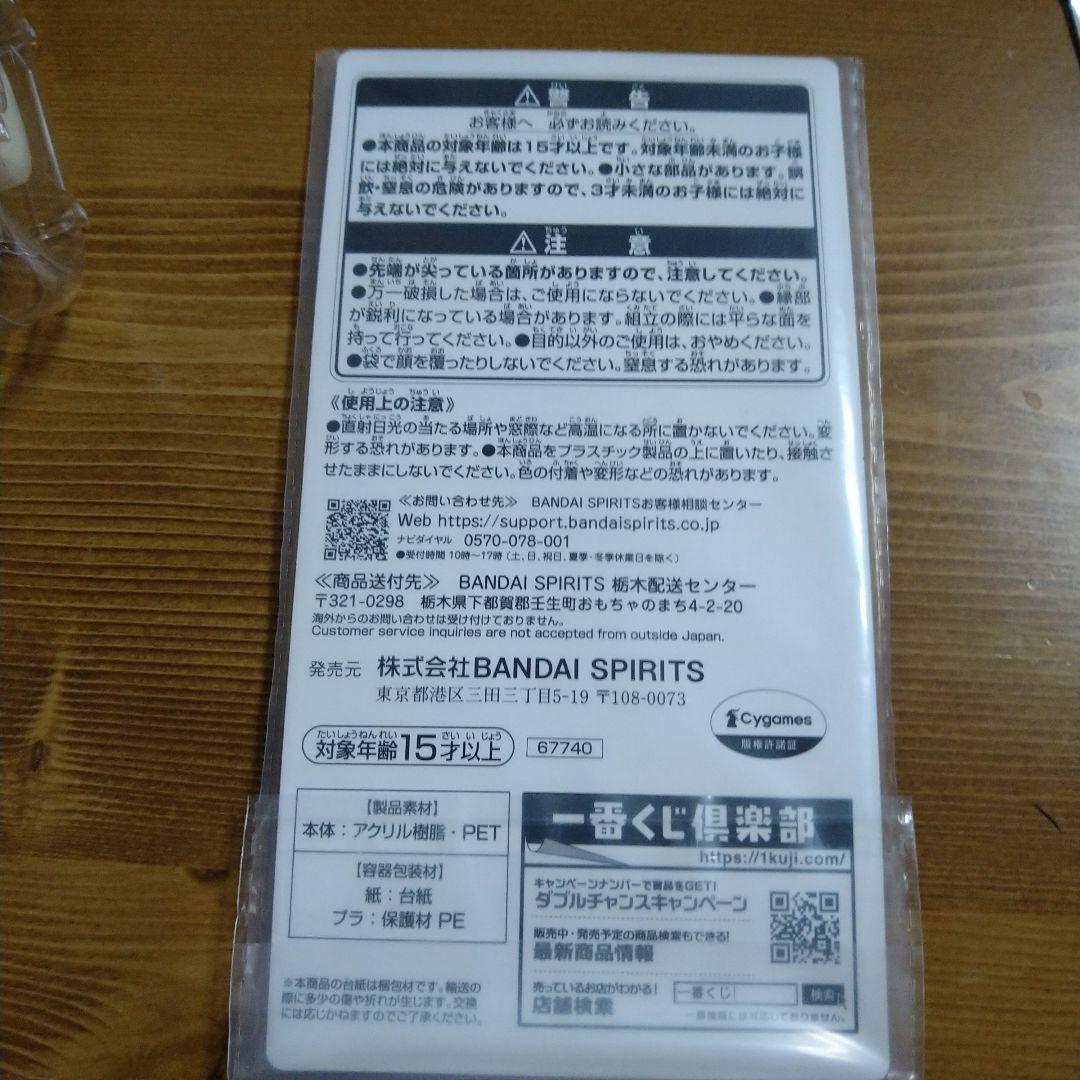 ⚠警告
お客様へ 必ずお読みください。
●本商品の対象年齢は15才以上です。対象年齢未満のお子様
には絶対に与えないでください。●小さな部品があります。誤
飲・窒息の危険がありますので、3才未満のお子様には絶対に
与えないでください。
⚠注意
●先端が尖っている箇所がありますので、注意してください。
●万一破損した場合は、ご使用にならないでください。●縁部
が鋭利になっている場合があります。組立の際には平らな面を
持って行ってください。●目的以外のご使用は、おやめください。
●袋で顔を覆ったりしないでください。窒息する恐れがあります。
《使用上の注意》
●直射日光の当たる場所や窓際など高温になる所に置かないでください。変
形する恐れがあります。●本商品をプラスチック製品の上に置いたり、接触さ
せたままにしないでください。色の付着や変形などの恐れがあります。
≪お問い合わせ先≫ BANDAI SPIRITSお客様相談センター
Web https://support.bandaispirits.co.jp
ナビダイヤル 0570-078-001
●受付時間 10時〜17時(土、日、祝日、夏季・冬季休業日を除く)
≪商品送付先≫ BANDAI SPIRITS 栃木配送センター
〒321-0298 栃木県下都賀郡壬生町おもちゃのまち4-2-20
海外からのお問い合わせは受け付けておりません。
Customer service inquiries are not accepted from outside Japan.
発売元 株式会社BANDAI SPIRITS
東京都港区三田三丁目5-19 〒108-0073
Cygames
版権許諾証
たいしょうねんれい さい い じょう
対象年齢15才以上
67740
【製品素材】
本体：アクリル樹脂・PET
【容器包装材】
紙：台紙
プラ：保護材 PE
※本商品の台紙は梱包材です。輸送の
際に多少の傷や折れが生じます。交換
には応じかねますのでご了承ください。
一番くじ倶楽部
https://1kuji.com/
キャンペーンナンバーで賞品をGET!
ダブルチャンスキャンペーン
販売中・発売予定の商品検索もできる!
最新商品情報
売っているお店がわかる!
店舗検索
一番くじ 検索
一部機種には対応しておりません。